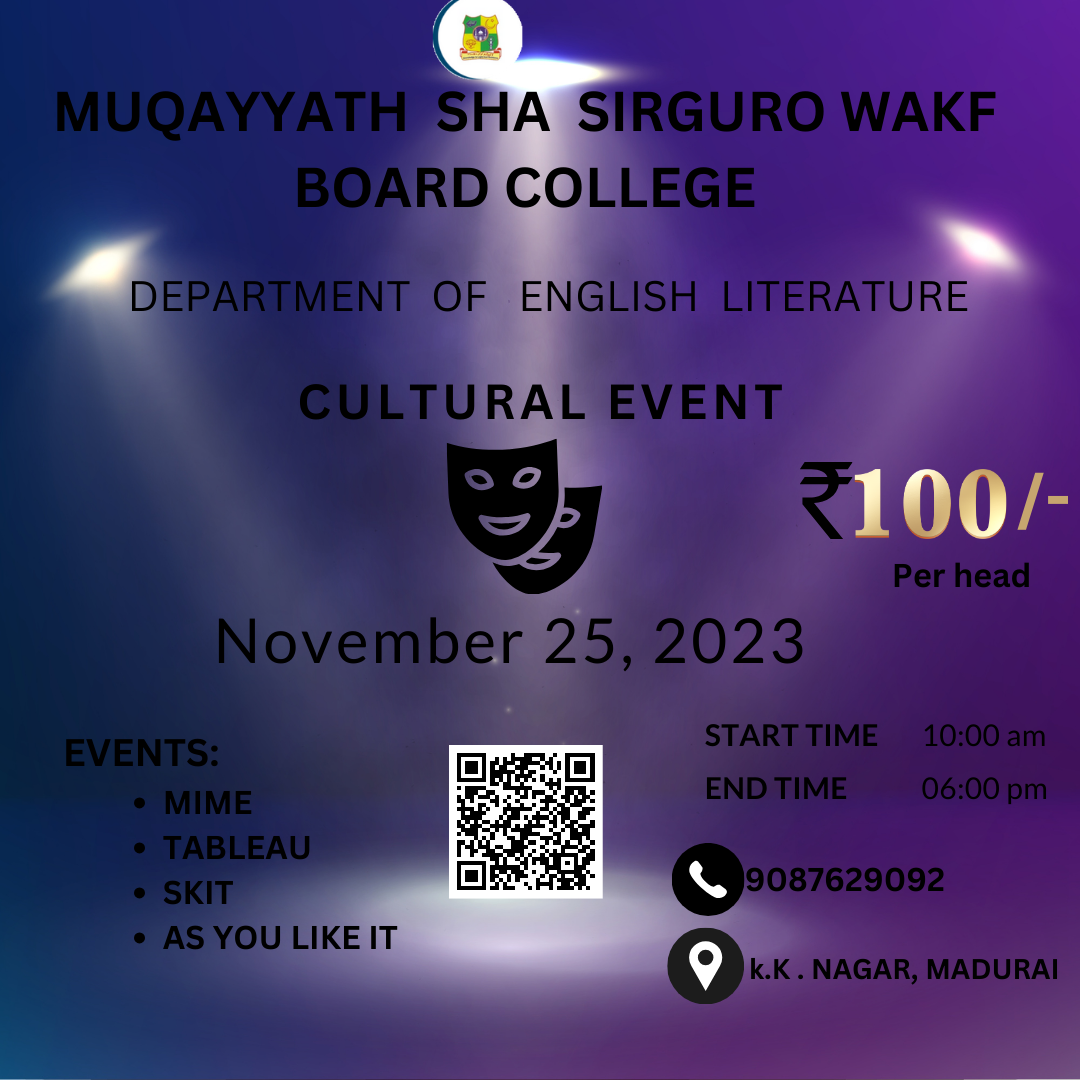 MUQAYYATH SHA SIRGURO WAKF
BOARD COLLEGE
DEPARTMENT OF ENGLISH LITERATURE
CULTURAL EVENT
₹100/-
Per head
November 25, 2023
EVENTS:
• MIME
• TABLEAU
• SKIT
• AS YOU LIKE IT
START TIME 10:00 am
END TIME 06:00 pm
9087629092
k.K . NAGAR, MADURAI